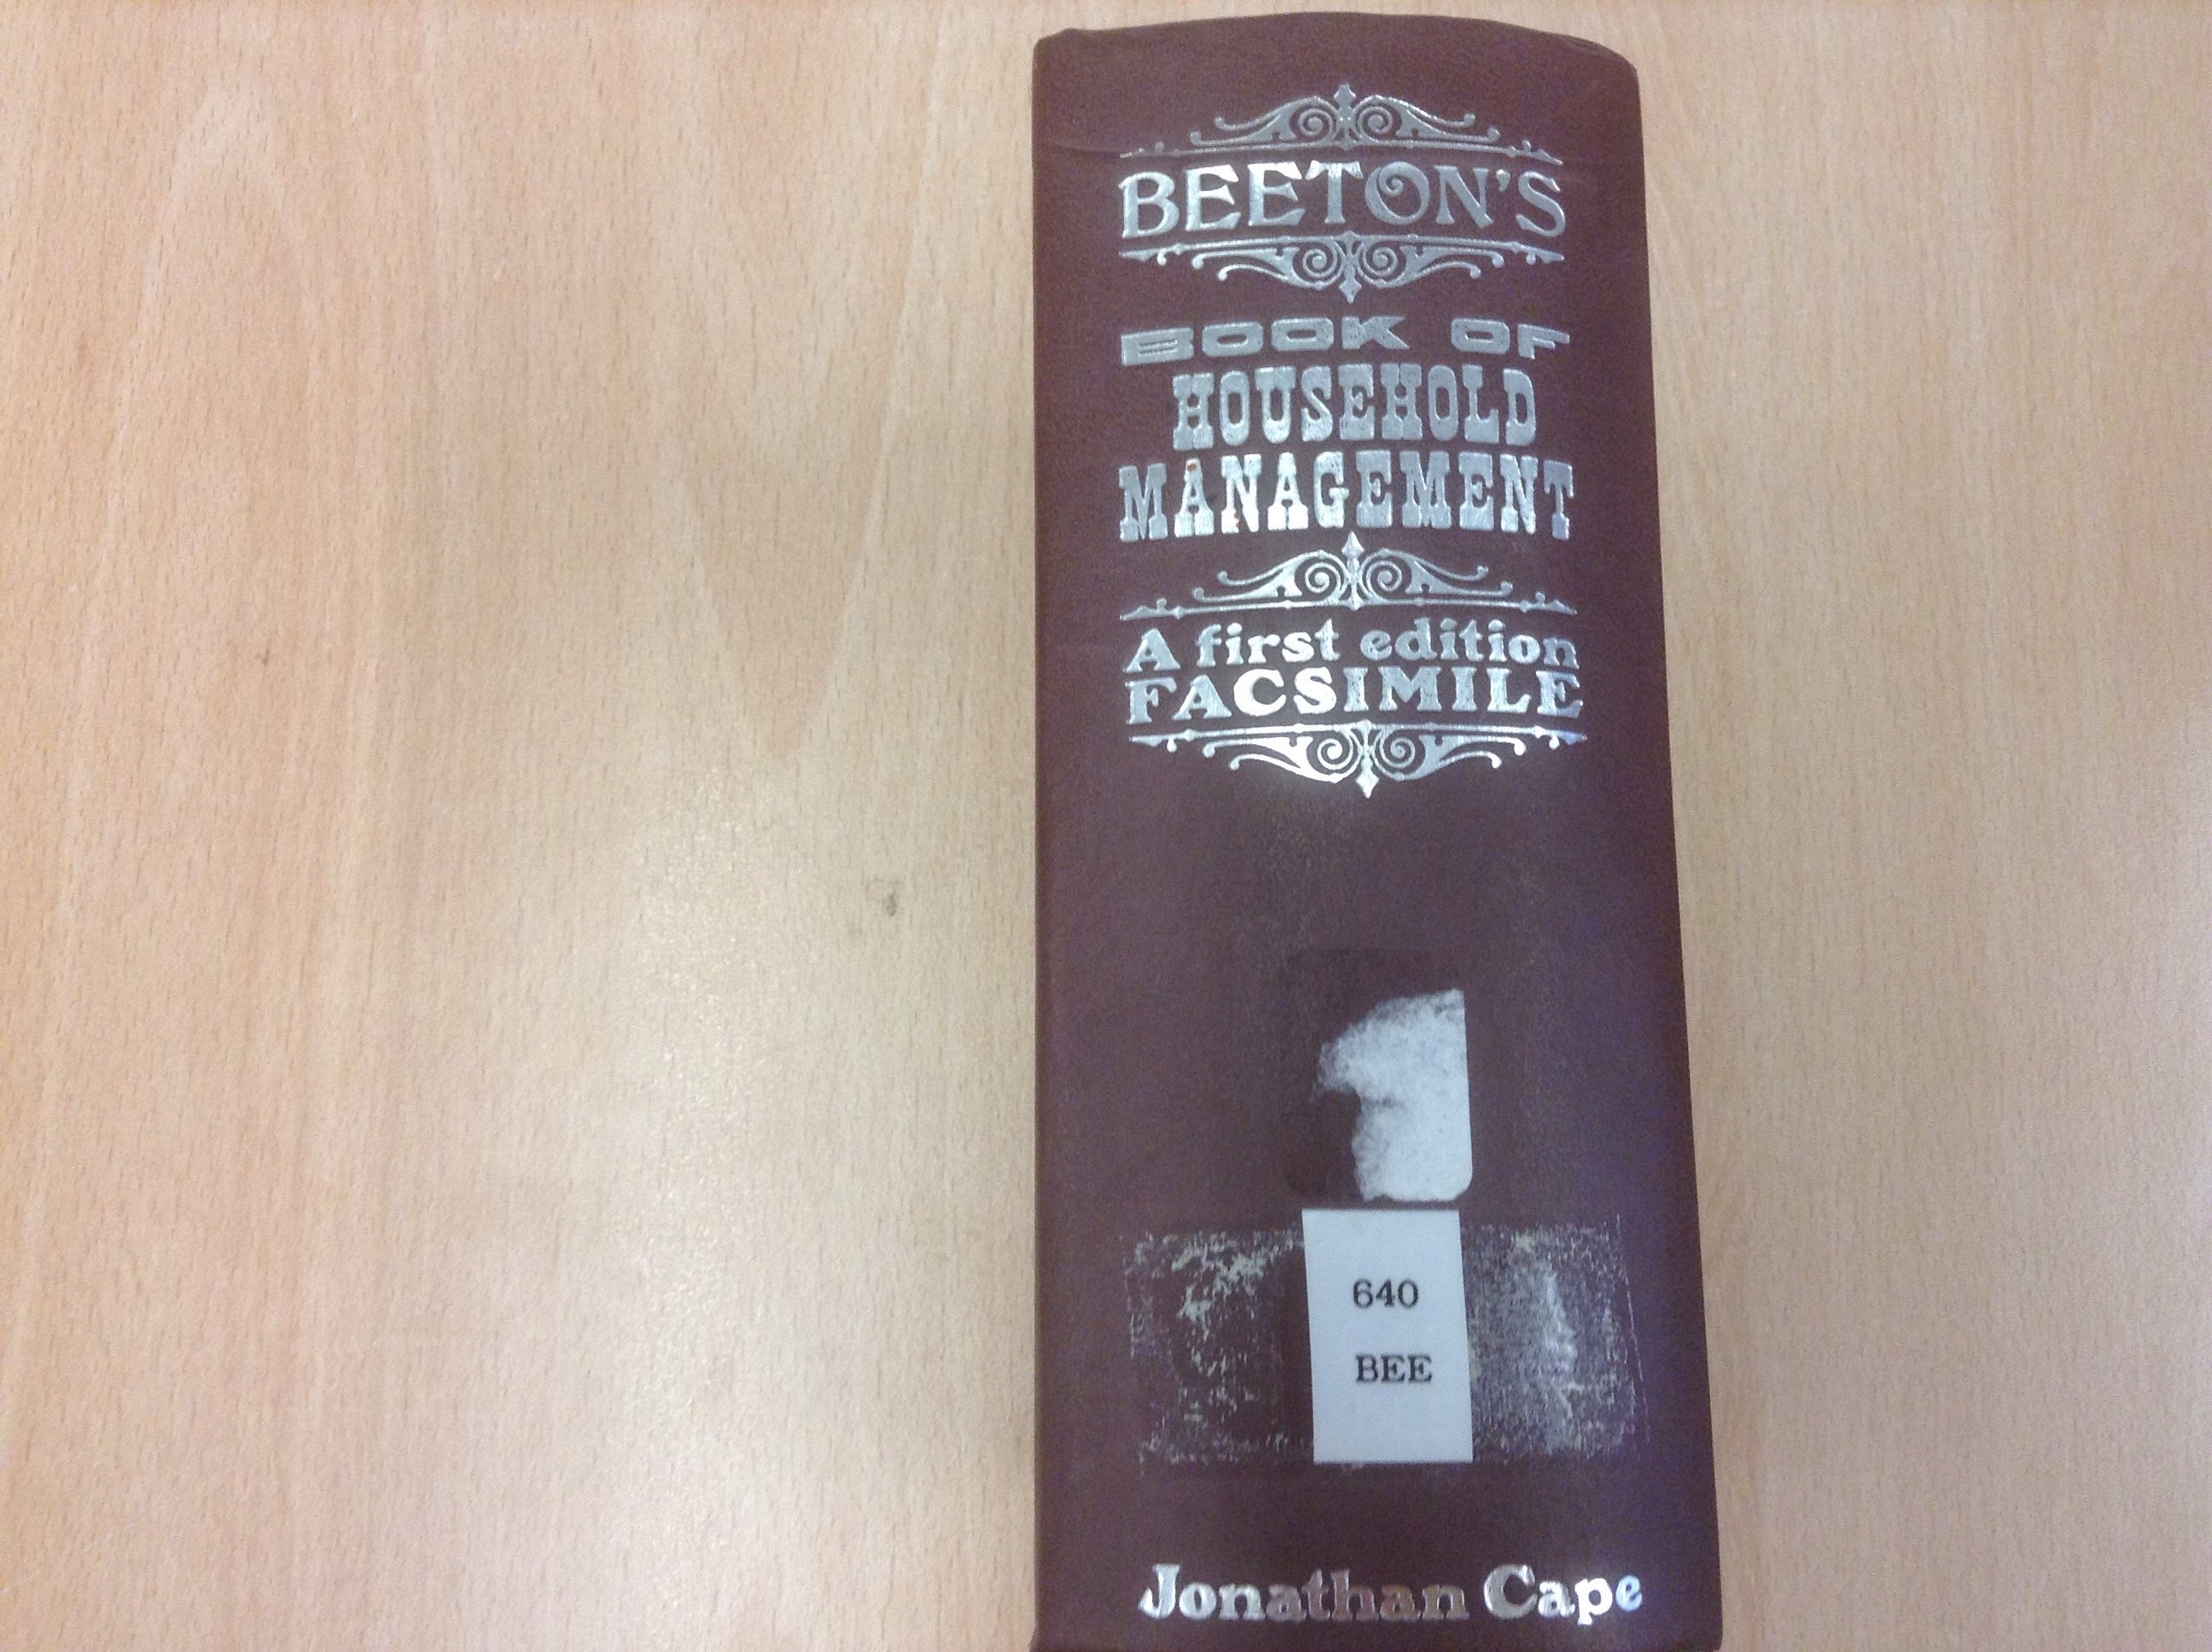 BEETON'S
BOOK OF
HOUSEHOLD
MANAGEMENT
A first edition
FACSIMILE
640
BEE
Jonathan Cape